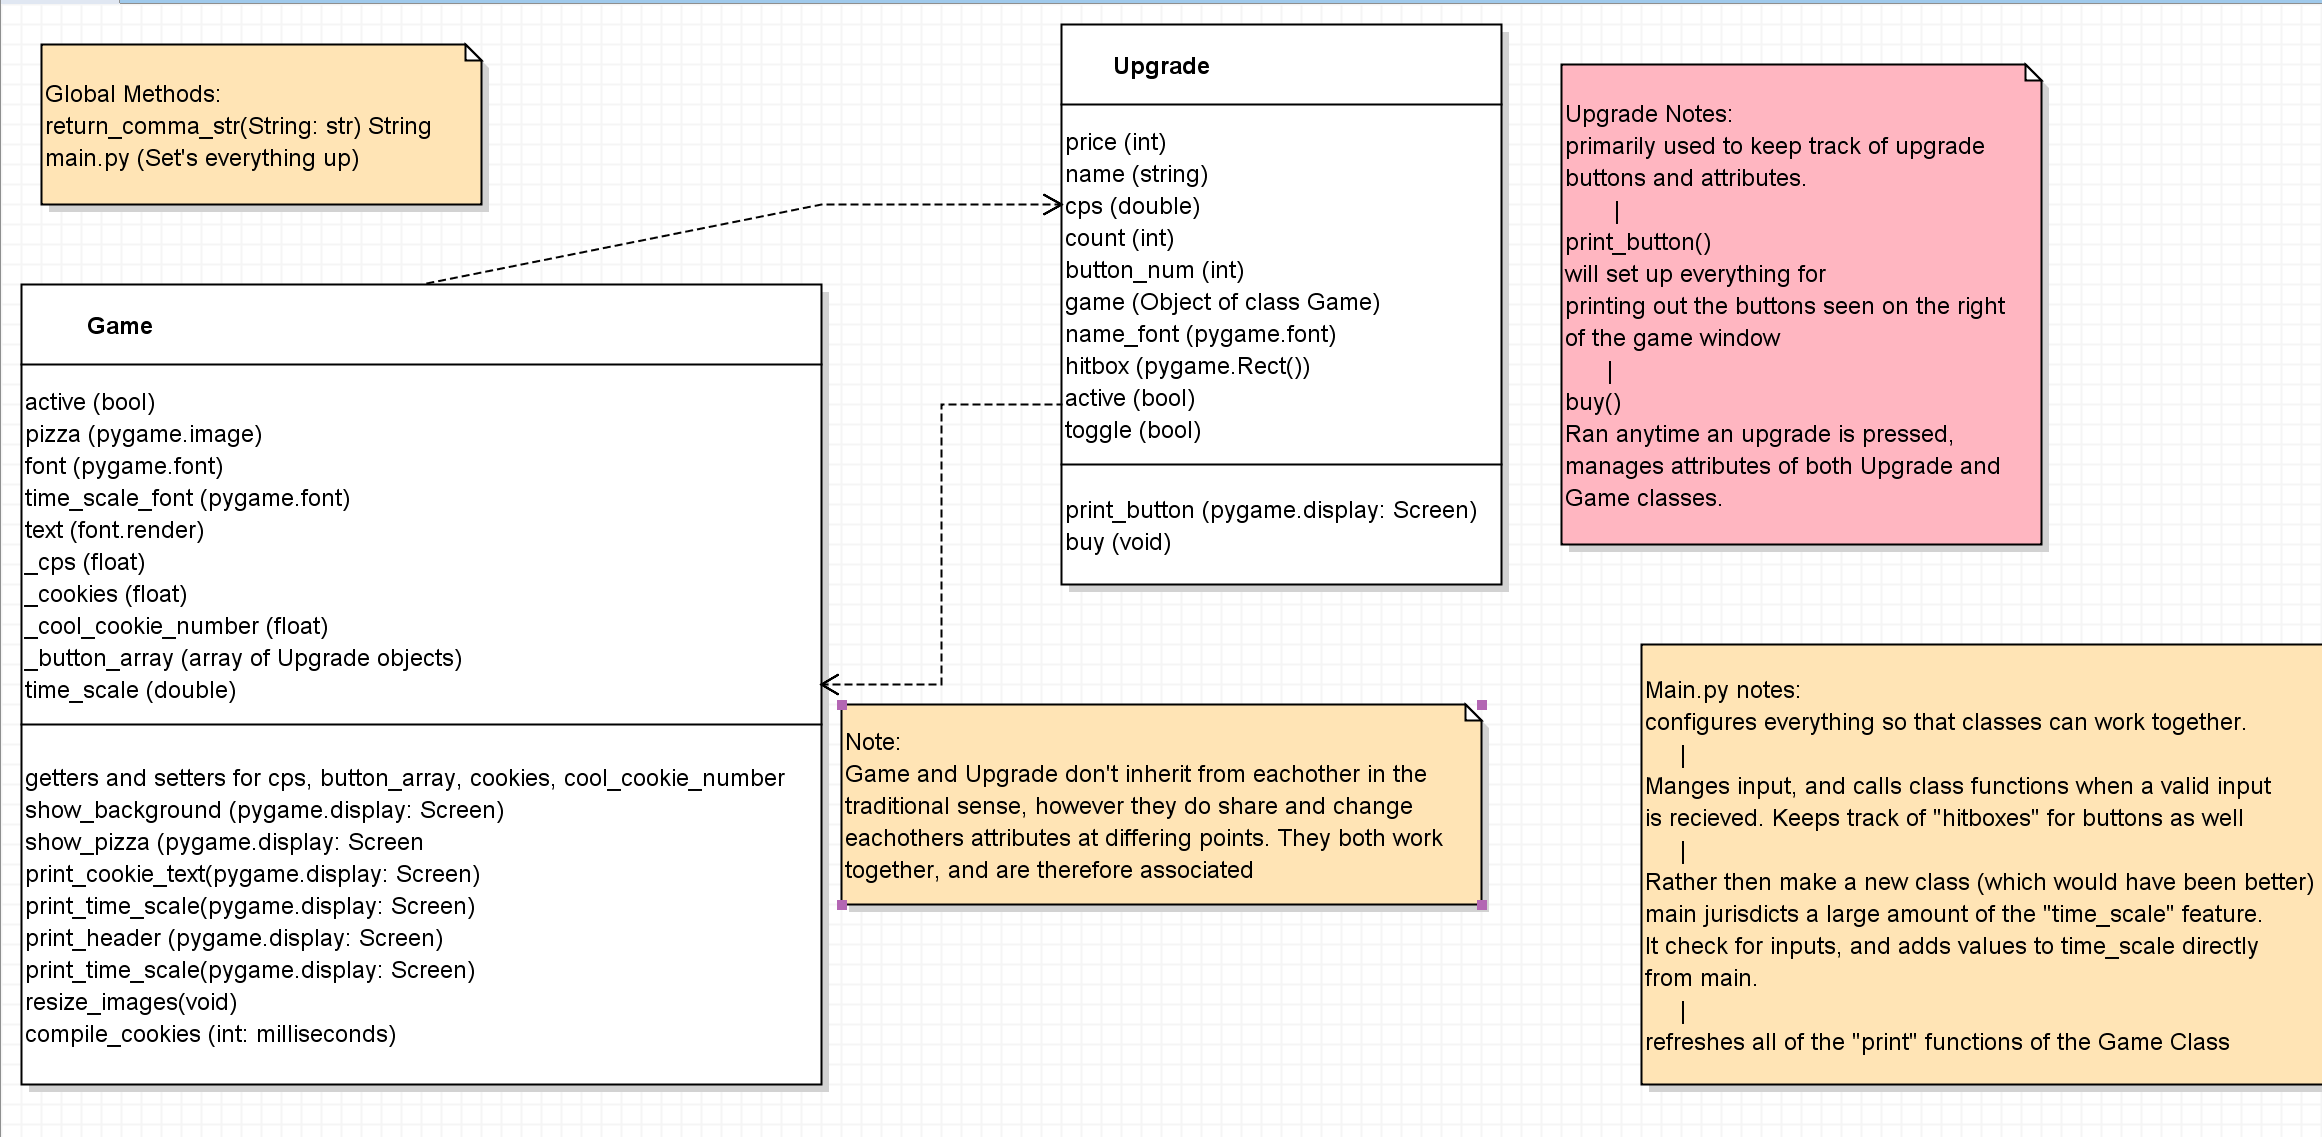 Global Methods:
return_comma_str(String: str) String
main.py (Set's everything up)
Game
active (bool)
pizza (pygame.image)
font (pygame.font)
time_scale_font (pygame.font)
text (font.render)
_cps (float)
_cookies (float)
_cool_cookie_number (float)
_button_array (array of Upgrade objects)
time_scale (double)
getters and setters for cps, button_array, cookies, cool_cookie_number
show_background (pygame.display: Screen)
show_pizza (pygame.display: Screen
print_cookie_text(pygame.display: Screen)
print_time_scale(pygame.display: Screen)
print_header (pygame.display: Screen)
print_time_scale(pygame.display: Screen)
resize_images(void)
compile_cookies (int: milliseconds)
Upgrade
price (int)
name (string)
cps (double)
count (int)
button_num (int)
game (Object of class Game)
name_font (pygame.font)
hitbox (pygame.Rect())
active (bool)
toggle (bool)
print_button (pygame.display: Screen)
buy (void)
Note:
Game and Upgrade don't inherit from eachother in the
traditional sense, however they do share and change
eachothers attributes at differing points. They both work
together, and are therefore associated
Upgrade Notes:
primarily used to keep track of upgrade
buttons and attributes.
|
print_button()
will set up everything for
printing out the buttons seen on the right
of the game window
|
buy()
Ran anytime an upgrade is pressed,
manages attributes of both Upgrade and
Game classes.
Main.py notes:
configures everything so that classes can work together.
|
Manges input, and calls class functions when a valid input
is recieved. Keeps track of "hitboxes" for buttons as well
|
Rather then make a new class (which would have been better)
main jurisdicts a large amount of the "time_scale" feature.
It check for inputs, and adds values to time_scale directly
from main.
|
refreshes all of the "print" functions of the Game Class